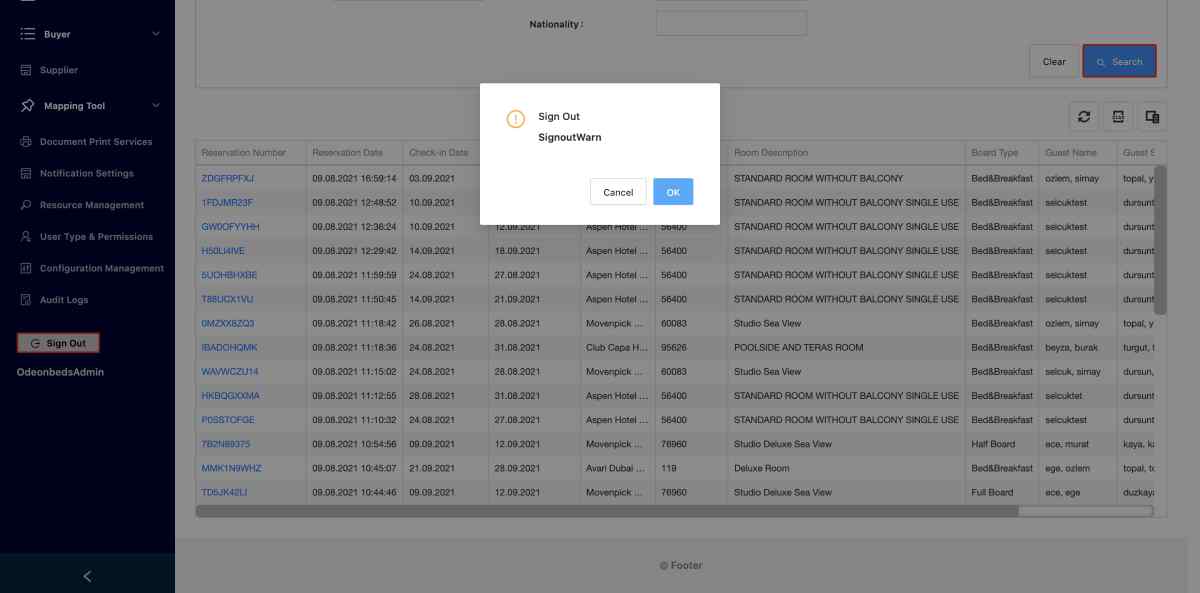 Buyer
Supplier
Mapping Tool
Document Print Services
Notification Settings
Resource Management
User Type & Permissions
Configuration Management
Audit Logs
Sign Out
OdeonbedsAdmin
Nationality :
Clear
Search
Sign Out
SignoutWarn
Cancel
OK
Reservation Number Reservation Date Check-in Date Room Description Board Type Guest Name Guest S
ZDGFRPFXJ 09.08.2021 16:59:14 03.09.2021 STANDARD ROOM WITHOUT BALCONY Bed&Breakfast ozlem, simay topal, y
1FDJMR23F 09.08.2021 12:48:52 10.09.2021 STANDARD ROOM WITHOUT BALCONY SINGLE USE Bed&Breakfast selcuktest dursunt
GW0OFYYHH 09.08.2021 12:36:24 10.09.2021 12.09.2021 Aspen Hotel ... 56400 STANDARD ROOM WITHOUT BALCONY SINGLE USE Bed&Breakfast selcuktest dursunt
H50LI4IVE 09.08.2021 12:29:42 14.09.2021 18.09.2021 Aspen Hotel ... 56400 STANDARD ROOM WITHOUT BALCONY SINGLE USE Bed&Breakfast selcuktest dursunt
5UOHBHXBE 09.08.2021 11:59:59 24.08.2021 27.08.2021 Aspen Hotel ... 56400 STANDARD ROOM WITHOUT BALCONY SINGLE USE Bed&Breakfast selcuktest dursunt
T88UCX1VU 09.08.2021 11:50:45 14.09.2021 21.09.2021 Aspen Hotel ... 56400 STANDARD ROOM WITHOUT BALCONY SINGLE USE Bed&Breakfast selcuktest dursunt
0MZXX8ZQ3 09.08.2021 11:18:42 26.08.2021 28.08.2021 Movenpick ... 60083 Studio Sea View Bed&Breakfast ozlem, simay topal, y
IBADOHQMK 09.08.2021 11:18:36 24.08.2021 31.08.2021 Club Capa H... 95626 POOLSIDE AND TERAS ROOM Bed&Breakfast beyza, burak turgut, t
WAVWCZU14 09.08.2021 11:15:02 24.08.2021 28.08.2021 Movenpick ... 60083 Studio Sea View Bed&Breakfast selcuk, simay dursun,
HKBQGXXMA 09.08.2021 11:12:55 28.08.2021 31.08.2021 Aspen Hotel ... 56400 STANDARD ROOM WITHOUT BALCONY SINGLE USE Bed&Breakfast selcuktet dursunt
P0SSTOFGE 09.08.2021 11:10:32 24.08.2021 27.08.2021 Aspen Hotel ... 56400 STANDARD ROOM WITHOUT BALCONY SINGLE USE Bed&Breakfast selcuktest dursunt
7B2N89375 09.08.2021 10:54:56 09.09.2021 12.09.2021 Movenpick ... 76960 Studio Deluxe Sea View Half Board ece, murat kaya, ka
MMK1N9WHZ 09.08.2021 10:45:07 21.09.2021 28.09.2021 Avari Dubai ... 119 Deluxe Room Bed&Breakfast ege, ozlem topal, to
TD5JK42LI 09.08.2021 10:44:46 09.09.2021 12.09.2021 Movenpick ... 76960 Studio Deluxe Sea View Full Board ece, ege duzkaya
© Footer